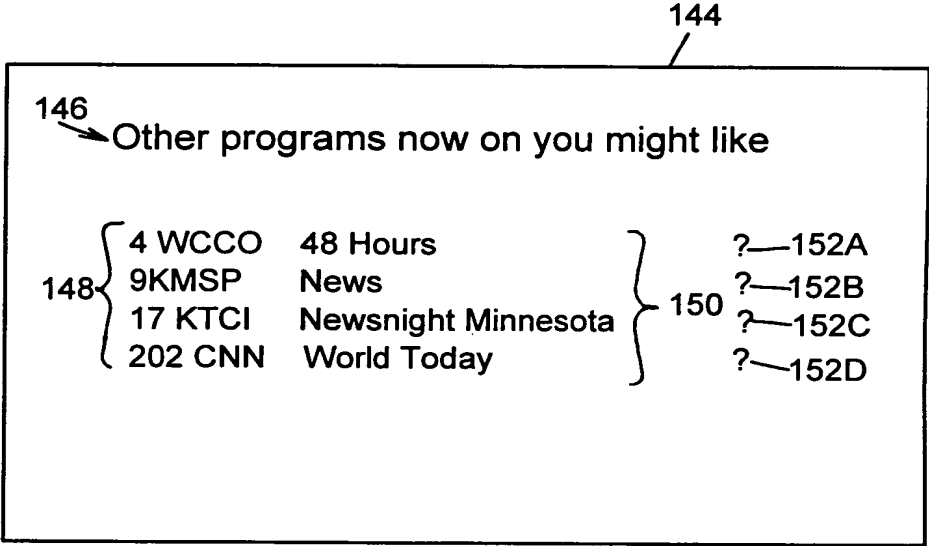 144
146
Other programs now on you might like
148 4 WCCO 48 Hours 150 ? 152A
9KMSP News ? 152B
17 KTCI Newsnight Minnesota ? 152C
202 CNN World Today ? 152D